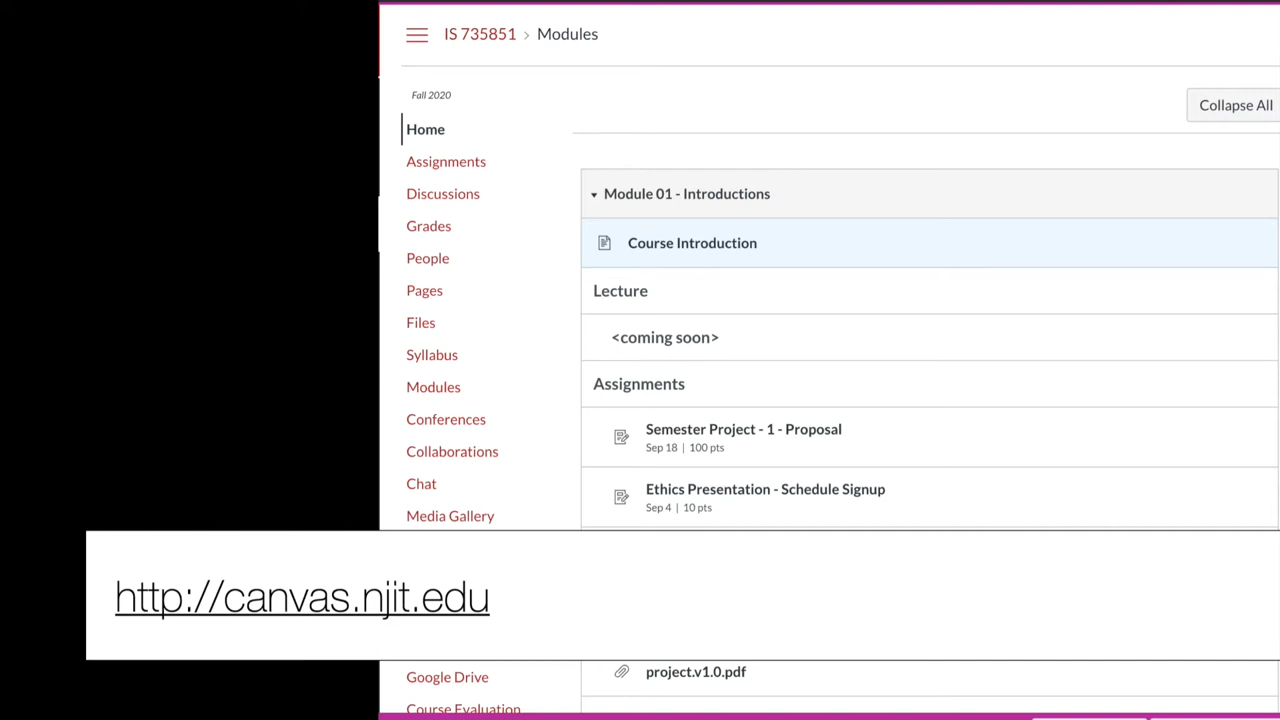 IS 735851 › Modules
Fall 2020
Collapse All
Home
Assignments
Discussions
Grades
People
Pages
Files
Syllabus
Modules
Conferences
Collaborations
Chat
Media Gallery
Google Drive
Course Evaluation
Module 01 - Introductions
Course Introduction
Lecture
<coming soon>
Assignments
Semester Project - 1 - Proposal
Sep 18 | 100 pts
Ethics Presentation - Schedule Signup
Sep 4 | 10 pts
project.v1.0.pdf
http://canvas.njit.edu